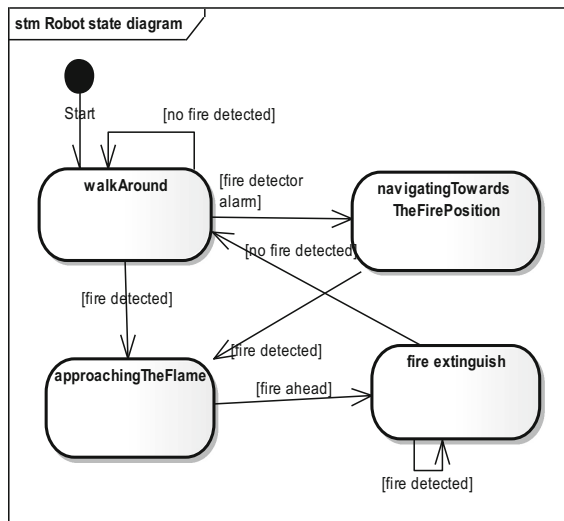 stm Robot state diagram
Start
[no fire detected]
walkAround
[fire detector
alarm]
navigatingTowards
TheFirePosition
[no fire detected]
[fire detected]
[fire detected]
approachingTheFlame
fire extinguish
[fire ahead]
[fire detected]